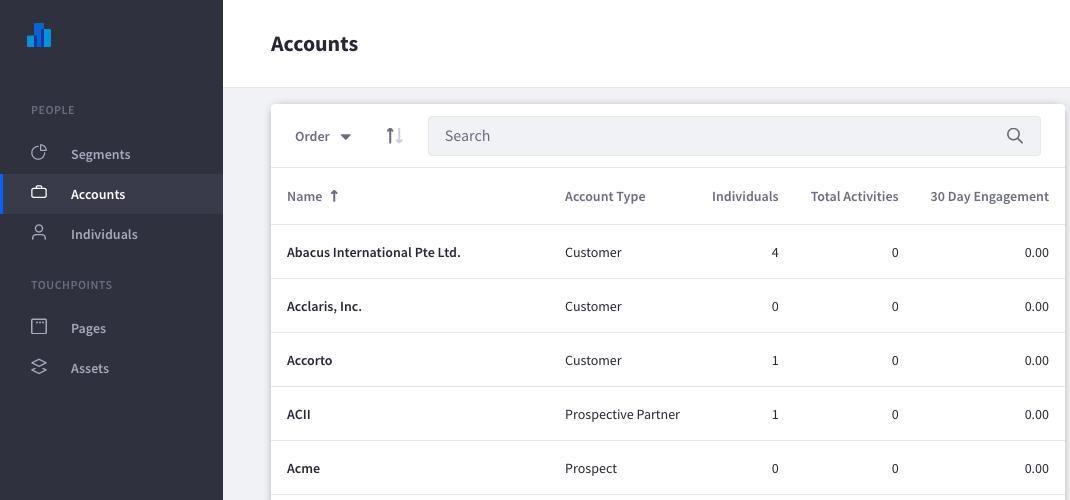 Accounts
PEOPLE
Segments
Accounts
Individuals
TOUCHPOINTS
Pages
Assets
Order Search
Name Account Type Individuals Total Activities 30 Day Engagement
Abacus International Pte Ltd. Customer 4 0 0.00
Acclaris, Inc. Customer 0 0 0.00
Accorto Customer 1 0 0.00
ACII Prospective Partner 1 0 0.00
Acme Prospect 0 0 0.00